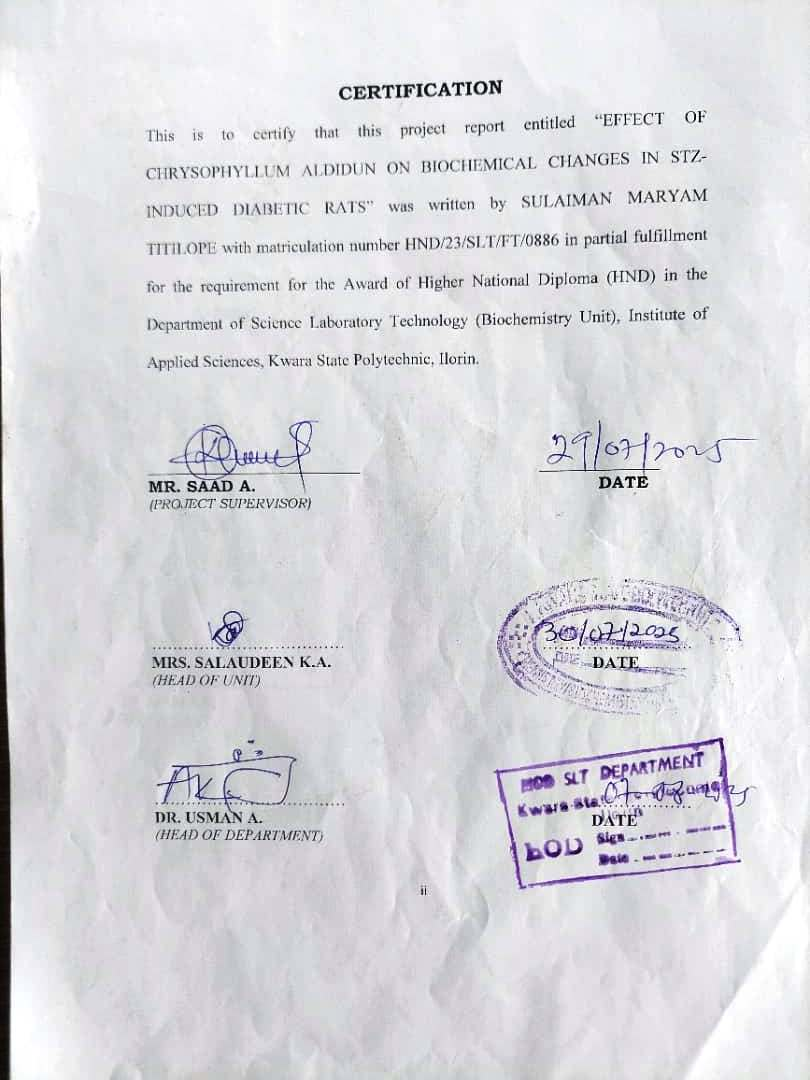 CERTIFICATION
This is to certify that this project report entitled “EFFECT OF
CHRYSOPHYLLUM ALDIDUN ON BIOCHEMICAL CHANGES IN STZ-
INDUCED DIABETIC RATS” was written by SULAIMAN MARYAM
TITILOPE with matriculation number HND/23/SLT/FT/0886 in partial fulfillment
for the requirement for the Award of Higher National Diploma (HND) in the
Department of Science Laboratory Technology (Biochemistry Unit), Institute of
Applied Sciences, Kwara State Polytechnic, Ilorin.
29/07/2025
MR. SAAD A.
DATE
(PROJECT SUPERVISOR)
30/07/2025
MRS. SALAUDEEN K.A.
DATE
(HEAD OF UNIT)
HOD SLT DEPARTMENT
Kwara
DR. USMAN A.
DATE
(HEAD OF DEPARTMENT)
Sign
Date
ii